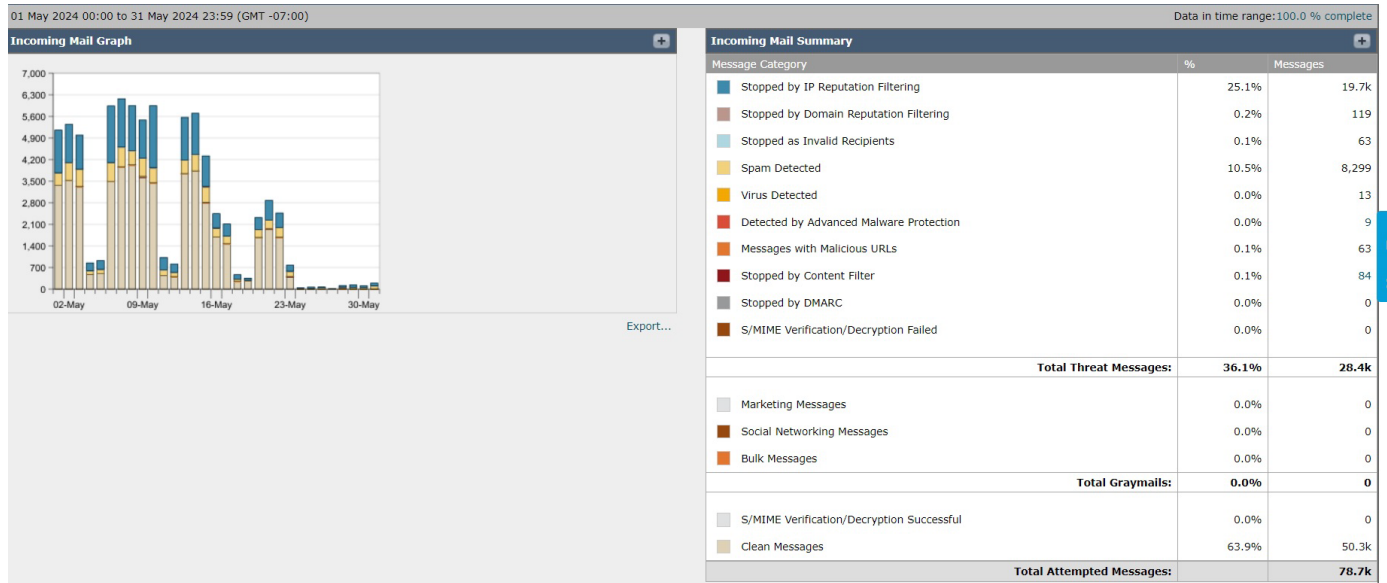 01 May 2024 00:00 to 31 May 2024 23:59 (GMT -07:00)
Data in time range:100.0 % complete
Incoming Mail Graph
7,000
6,300
5,600
4,900
4,200
3,500
2,800
2,100
1,400
700
0
02-May 09-May 16-May 23-May 30-May
Export...
Incoming Mail Summary
Message Category % Messages
Stopped by IP Reputation Filtering 25.1% 19.7k
Stopped by Domain Reputation Filtering 0.2% 119
Stopped as Invalid Recipients 0.1% 63
Spam Detected 10.5% 8,299
Virus Detected 0.0% 13
Detected by Advanced Malware Protection 0.0% 9
Messages with Malicious URLs 0.1% 63
Stopped by Content Filter 0.1% 84
Stopped by DMARC 0.0% 0
S/MIME Verification/Decryption Failed 0.0% 0
Total Threat Messages: 36.1% 28.4k
Marketing Messages 0.0% 0
Social Networking Messages 0.0% 0
Bulk Messages 0.0% 0
Total Graymails: 0.0% 0
S/MIME Verification/Decryption Successful 0.0% 0
Clean Messages 63.9% 50.3k
Total Attempted Messages: 78.7k